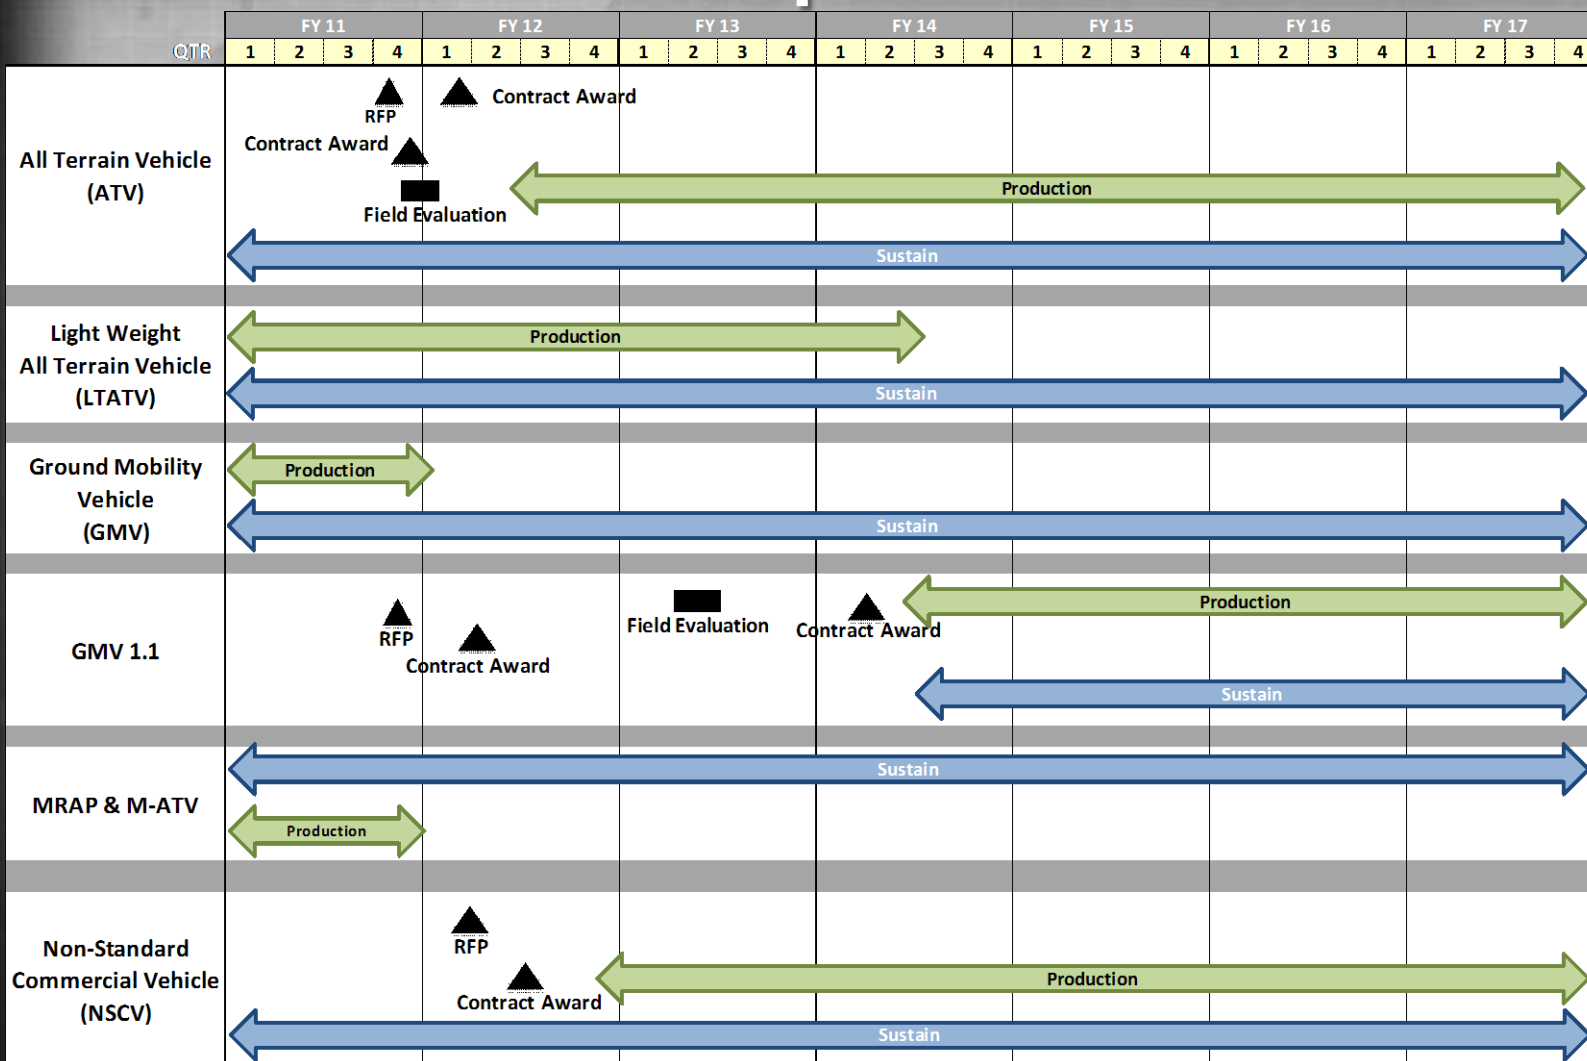 FY 11 FY 12 FY 13 FY 14 FY 15 FY 16 FY 17
QTR 1 2 3 4 1 2 3 4 1 2 3 4 1 2 3 4 1 2 3 4 1 2 3 4 1 2 3 4
All Terrain Vehicle
(ATV)
RFP
Contract Award
Contract Award
Field Evaluation
Production
Sustain
Light Weight
All Terrain Vehicle
(LTATV)
Production
Sustain
Ground Mobility
Vehicle
(GMV)
Production
Sustain
GMV 1.1
RFP
Contract Award
Field Evaluation
Contract Award
Production
Sustain
MRAP & M-ATV
Sustain
Production
Non-Standard
Commercial Vehicle
(NSCV)
RFP
Contract Award
Production
Sustain